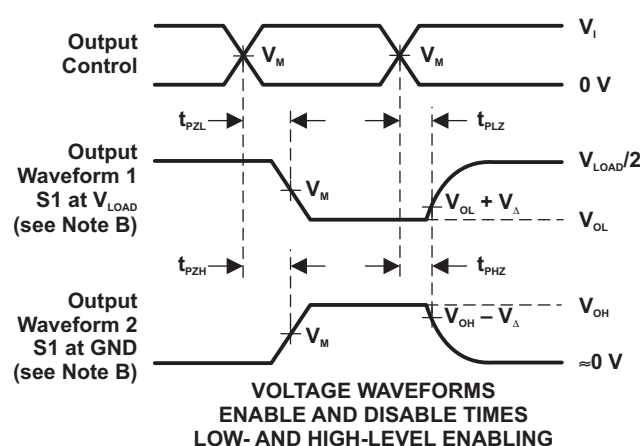 Output
Control
V_M
V_M
V_I
0 V
t_PZL
t_PLZ
Output
Waveform 1
S1 at V_LOAD
(see Note B)
V_LOAD/2
V_M
V_OL + V_Δ
V_OL
t_PZH
t_PHZ
Output
Waveform 2
S1 at GND
(see Note B)
V_OH
V_OH − V_Δ
V_M
≈0 V
VOLTAGE WAVEFORMS
ENABLE AND DISABLE TIMES
LOW- AND HIGH-LEVEL ENABLING